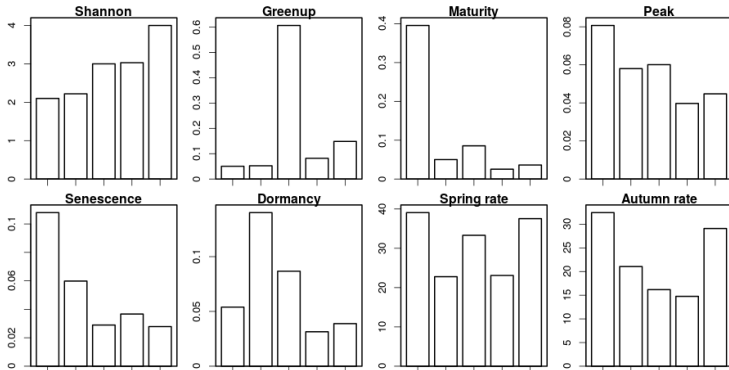 Shannon Greenup Maturity Peak
0 1 2 3 4
0 0.1 0.2 0.3 0.4 0.5 0.6
0 0.1 0.2 0.3 0.4
0 0.02 0.04 0.06 0.08
Senescence Dormancy Spring rate Autumn rate
0 0.02 0.06 0.1
0 0.05 0.1
0 10 20 30 40
0 5 10 15 20 25 30